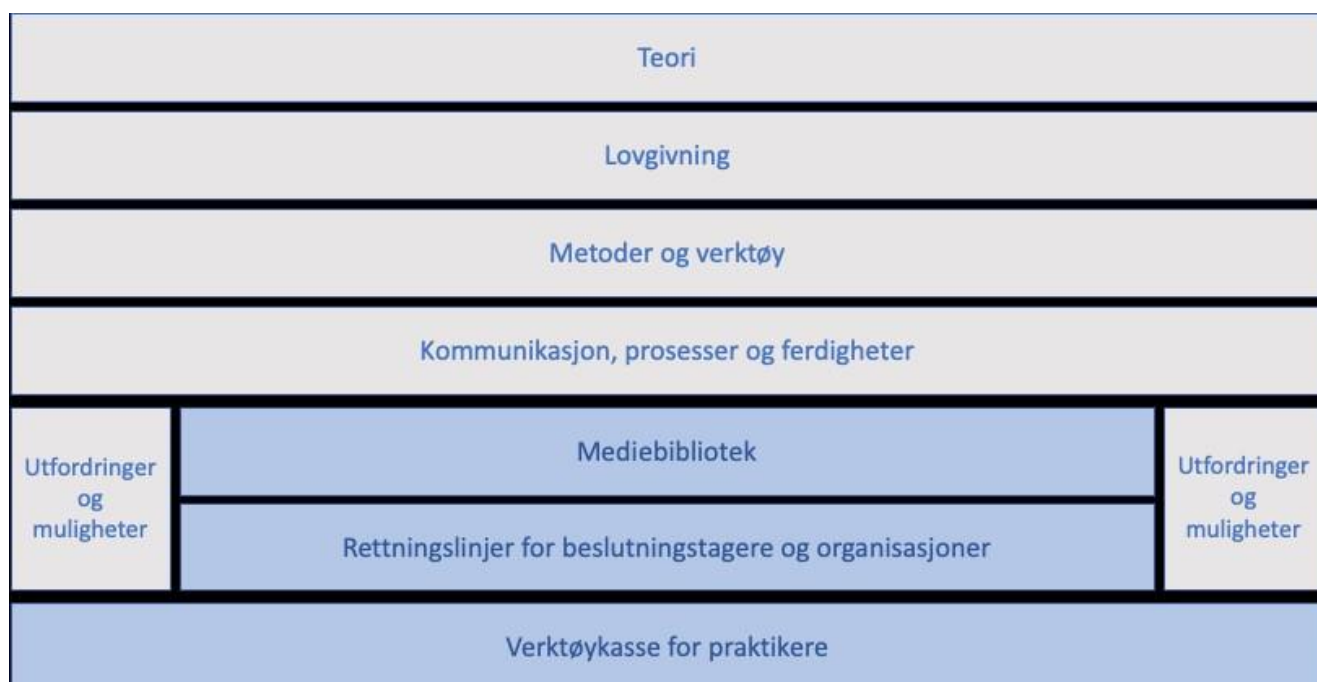 Teori
Lovgivning
Metoder og verktøy
Kommunikasjon, prosesser og ferdigheter
Utfordringer
og
muligheter
Mediebibliotek
Rettningslinjer for beslutningstagere og organisasjoner
Utfordringer
og
muligheter
Verktøykasse for praktikere